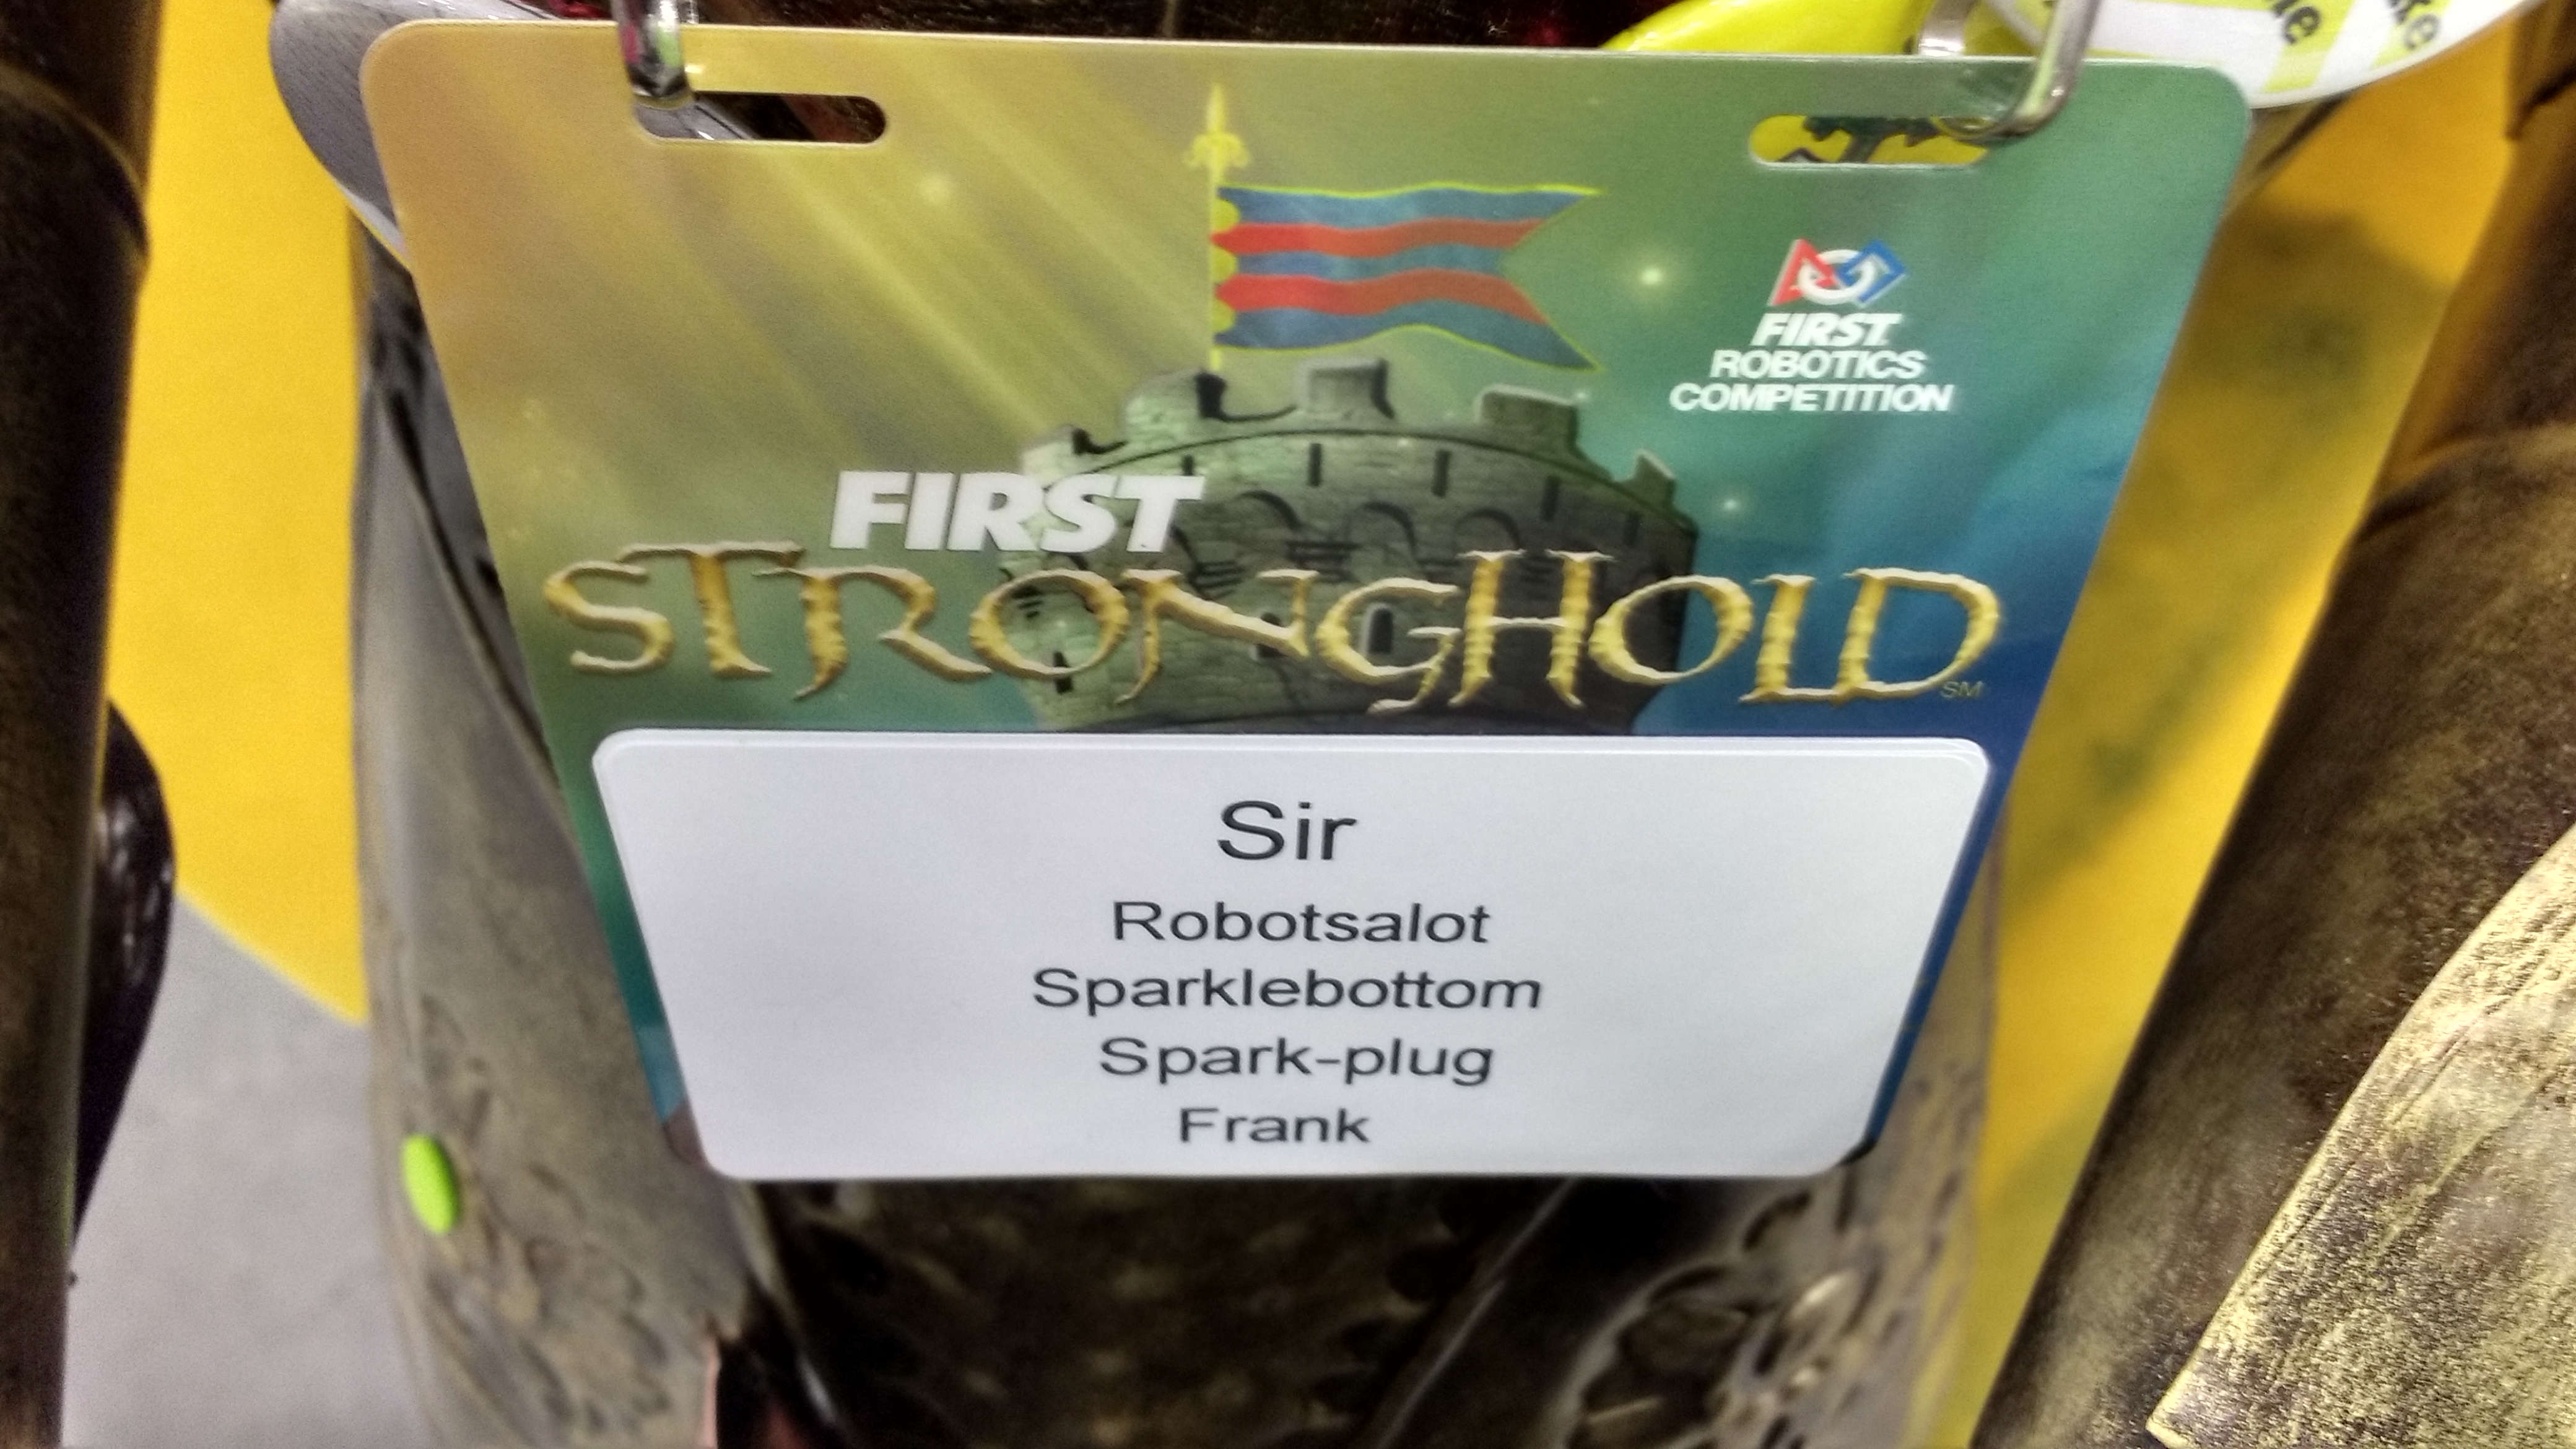 FIRST
ROBOTICS
COMPETITION
FIRST
STRONGHOLD
SM
Sir
Robotsalot
Sparklebottom
Spark-plug
Frank